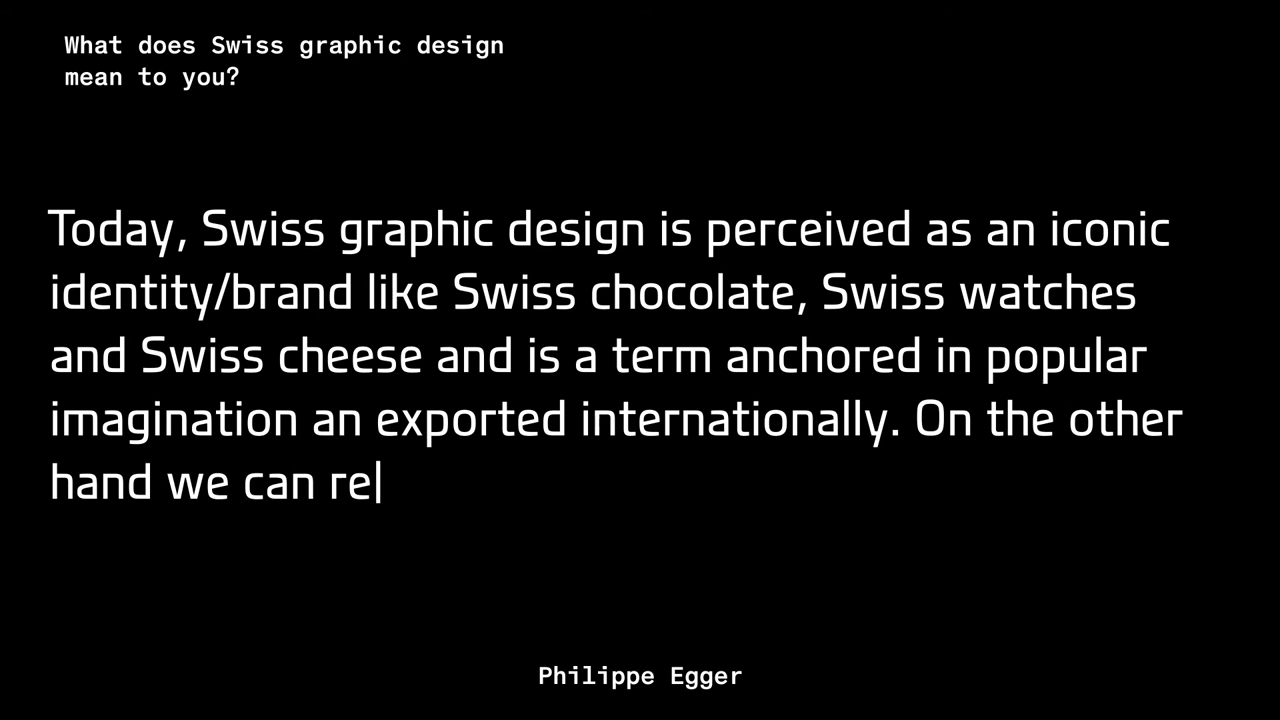 What does Swiss graphic design
mean to you?
Today, Swiss graphic design is perceived as an iconic
identity/brand like Swiss chocolate, Swiss watches
and Swiss cheese and is a term anchored in popular
imagination an exported internationally. On the other
hand we can re
Philippe Egger